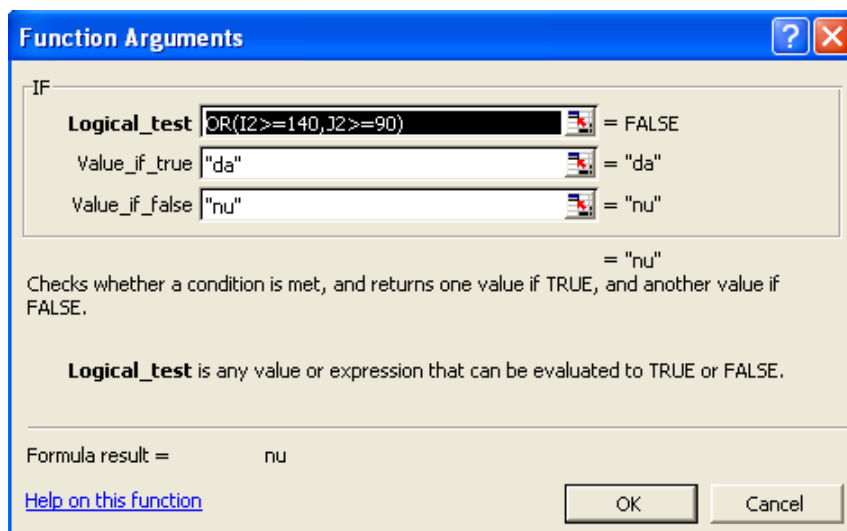 Function Arguments
IF
Logical_test OR(I2>=140,J2>=90) = FALSE
Value_if_true "da" = "da"
Value_if_false "nu" = "nu"
= "nu"
Checks whether a condition is met, and returns one value if TRUE, and another value if
FALSE.
Logical_test is any value or expression that can be evaluated to TRUE or FALSE.
Formula result = nu
Help on this function
OK Cancel